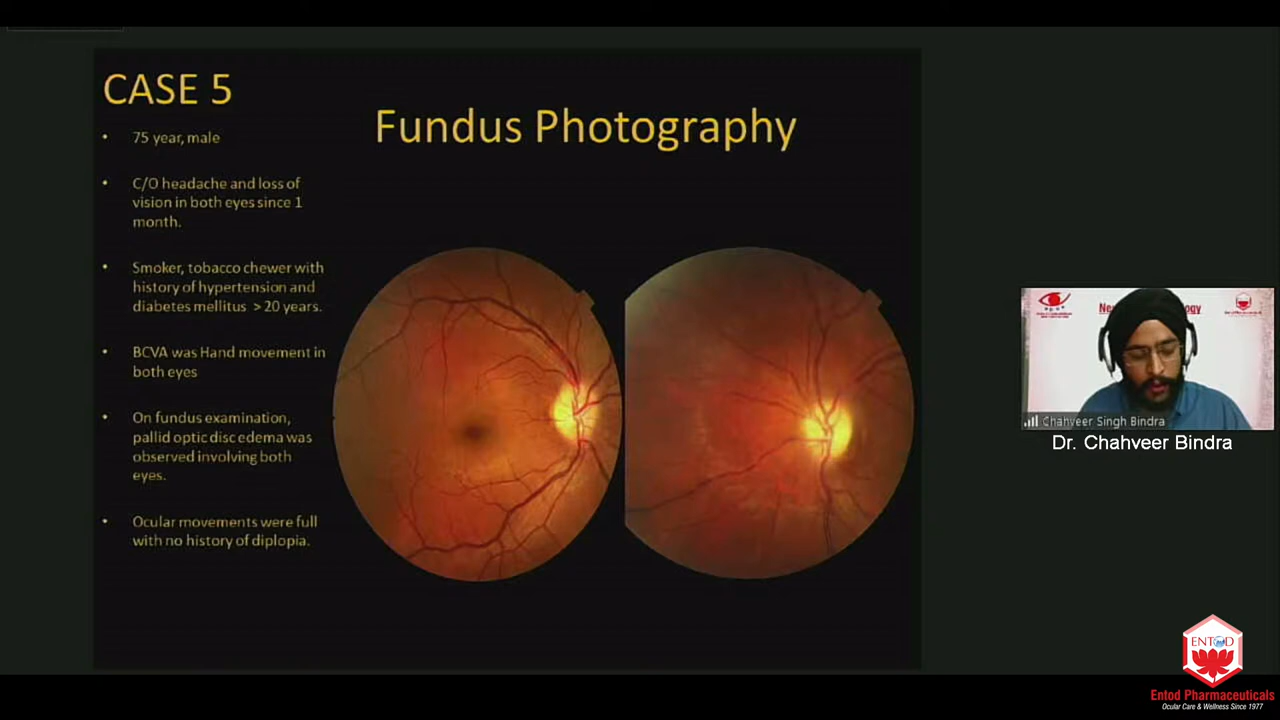 CASE 5
Fundus Photography
• 75 year, male
• C/O headache and loss of
vision in both eyes since 1
month.
• Smoker, tobacco chewer with
history of hypertension and
diabetes mellitus > 20 years.
• BCVA was Hand movement in
both eyes
• On fundus examination,
pallid optic disc edema was
observed involving both
eyes.
• Ocular movements were full
with no history of diplopia.
Chahveer Singh Bindra
Dr. Chahveer Bindra
ENTOD
Entod Pharmaceuticals
Ocular Care & Wellness Since 1977